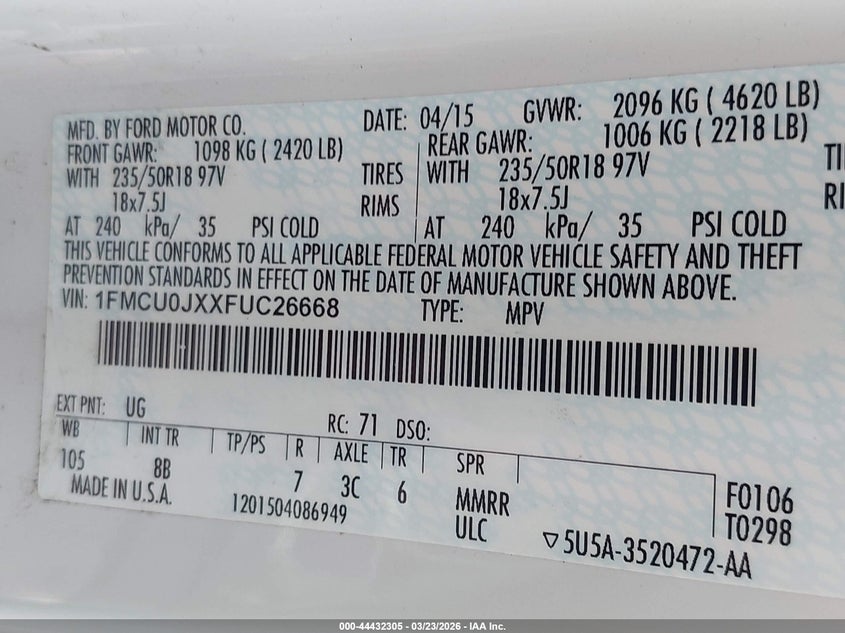 MFD. BY FORD MOTOR CO. DATE: 04/15 GVWR: 2096 KG ( 4620 LB)
FRONT GAWR: 1098 KG ( 2420 LB) REAR GAWR: 1006 KG ( 2218 LB)
WITH 235/50R18 97V TIRES WITH 235/50R18 97V
18x7.5J RIMS 18x7.5J
AT 240 kPa/ 35 PSI COLD AT 240 kPa/ 35 PSI COLD
THIS VEHICLE CONFORMS TO ALL APPLICABLE FEDERAL MOTOR VEHICLE SAFETY AND THEFT
PREVENTION STANDARDS IN EFFECT ON THE DATE OF MANUFACTURE SHOWN ABOVE.
VIN: 1FMCU0JXXFUC26668 TYPE: MPV
EXT PNT: UG RC: 71 DSO:
WB INT TR TP/PS R AXLE TR SPR
105 8B 7 3C 6 MMRR F0106
MADE IN U.S.A. 1201504086949 ULC T0298
▽5U5A-3520472-AA
000-44432305 - 03/23/2026 - IAA Inc.